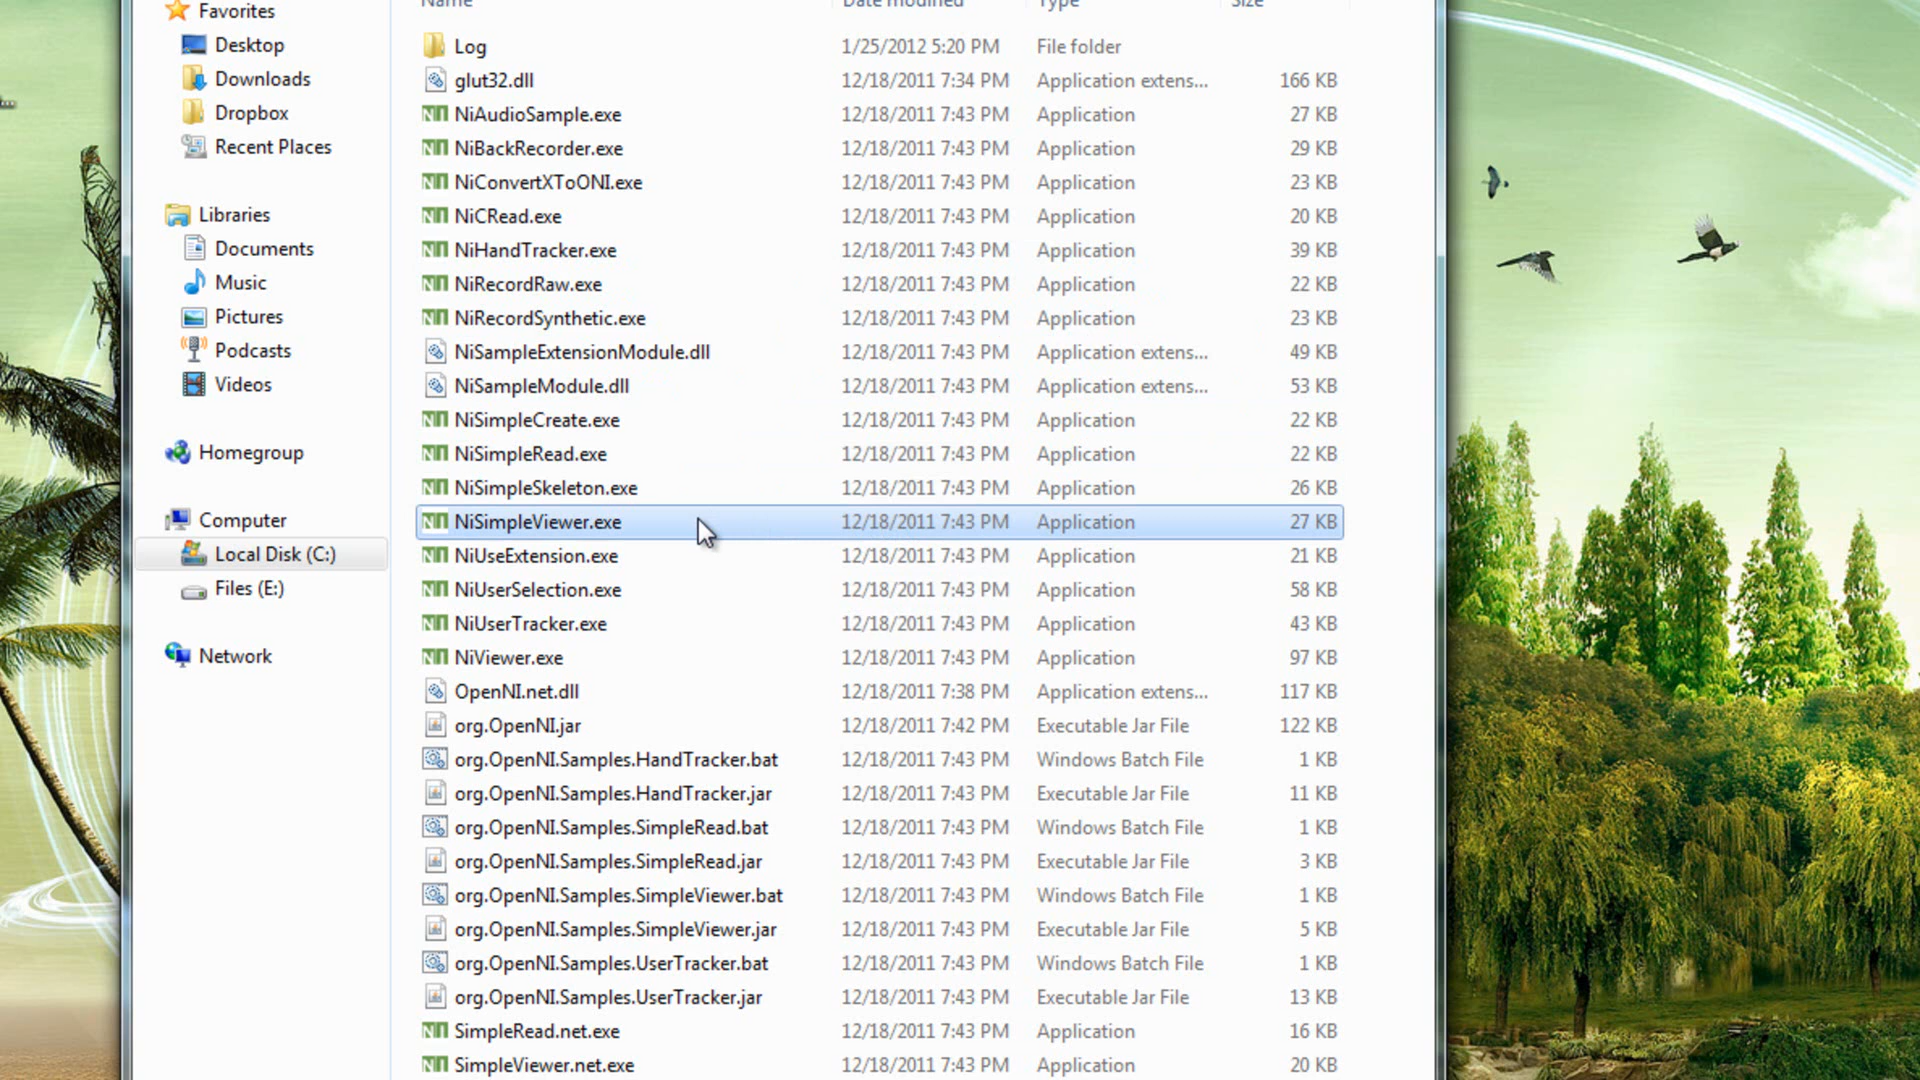 Name Date modified Type Size
Favorites
Desktop
Downloads
Dropbox
Recent Places
Libraries
Documents
Music
Pictures
Podcasts
Videos
Homegroup
Computer
Local Disk (C:)
Files (E:)
Network
Log 1/25/2012 5:20 PM File folder
glut32.dll 12/18/2011 7:34 PM Application extens... 166 KB
NiAudioSample.exe 12/18/2011 7:43 PM Application 27 KB
NiBackRecorder.exe 12/18/2011 7:43 PM Application 29 KB
NiConvertXToONI.exe 12/18/2011 7:43 PM Application 23 KB
NiCRead.exe 12/18/2011 7:43 PM Application 20 KB
NiHandTracker.exe 12/18/2011 7:43 PM Application 39 KB
NiRecordRaw.exe 12/18/2011 7:43 PM Application 22 KB
NiRecordSynthetic.exe 12/18/2011 7:43 PM Application 23 KB
NiSampleExtensionModule.dll 12/18/2011 7:43 PM Application extens... 49 KB
NiSampleModule.dll 12/18/2011 7:43 PM Application extens... 53 KB
NiSimpleCreate.exe 12/18/2011 7:43 PM Application 22 KB
NiSimpleRead.exe 12/18/2011 7:43 PM Application 22 KB
NiSimpleSkeleton.exe 12/18/2011 7:43 PM Application 26 KB
NiSimpleViewer.exe 12/18/2011 7:43 PM Application 27 KB
NiUseExtension.exe 12/18/2011 7:43 PM Application 21 KB
NiUserSelection.exe 12/18/2011 7:43 PM Application 58 KB
NiUserTracker.exe 12/18/2011 7:43 PM Application 43 KB
NiViewer.exe 12/18/2011 7:43 PM Application 97 KB
OpenNI.net.dll 12/18/2011 7:38 PM Application extens... 117 KB
org.OpenNI.jar 12/18/2011 7:42 PM Executable Jar File 122 KB
org.OpenNI.Samples.HandTracker.bat 12/18/2011 7:43 PM Windows Batch File 1 KB
org.OpenNI.Samples.HandTracker.jar 12/18/2011 7:43 PM Executable Jar File 11 KB
org.OpenNI.Samples.SimpleRead.bat 12/18/2011 7:43 PM Windows Batch File 1 KB
org.OpenNI.Samples.SimpleRead.jar 12/18/2011 7:43 PM Executable Jar File 3 KB
org.OpenNI.Samples.SimpleViewer.bat 12/18/2011 7:43 PM Windows Batch File 1 KB
org.OpenNI.Samples.SimpleViewer.jar 12/18/2011 7:43 PM Executable Jar File 5 KB
org.OpenNI.Samples.UserTracker.bat 12/18/2011 7:43 PM Windows Batch File 1 KB
org.OpenNI.Samples.UserTracker.jar 12/18/2011 7:43 PM Executable Jar File 13 KB
SimpleRead.net.exe 12/18/2011 7:43 PM Application 16 KB
SimpleViewer.net.exe 12/18/2011 7:43 PM Application 20 KB